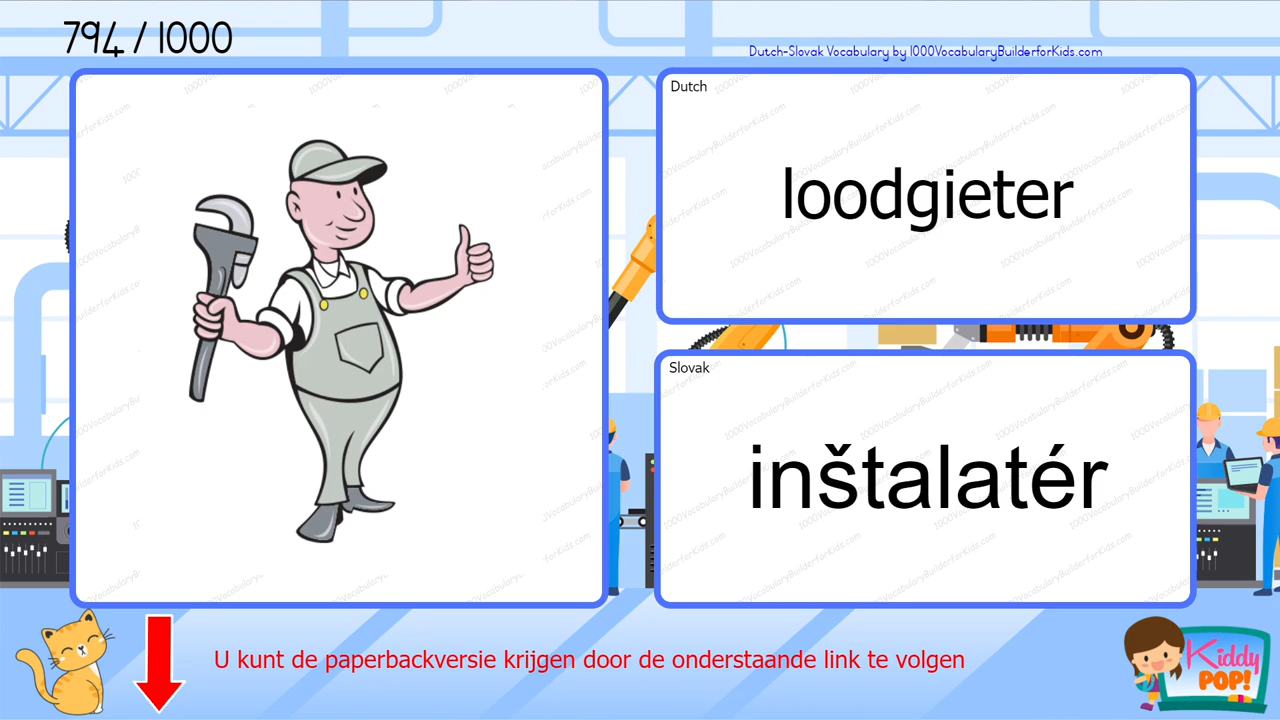 794 / 1000
Dutch-Slovak Vocabulary by 1000VocabularyBuilderforKids.com
Dutch
loodgieter
Slovak
inštalatér
U kunt de paperbackversie krijgen door de onderstaande link te volgen
Kiddy
POP!